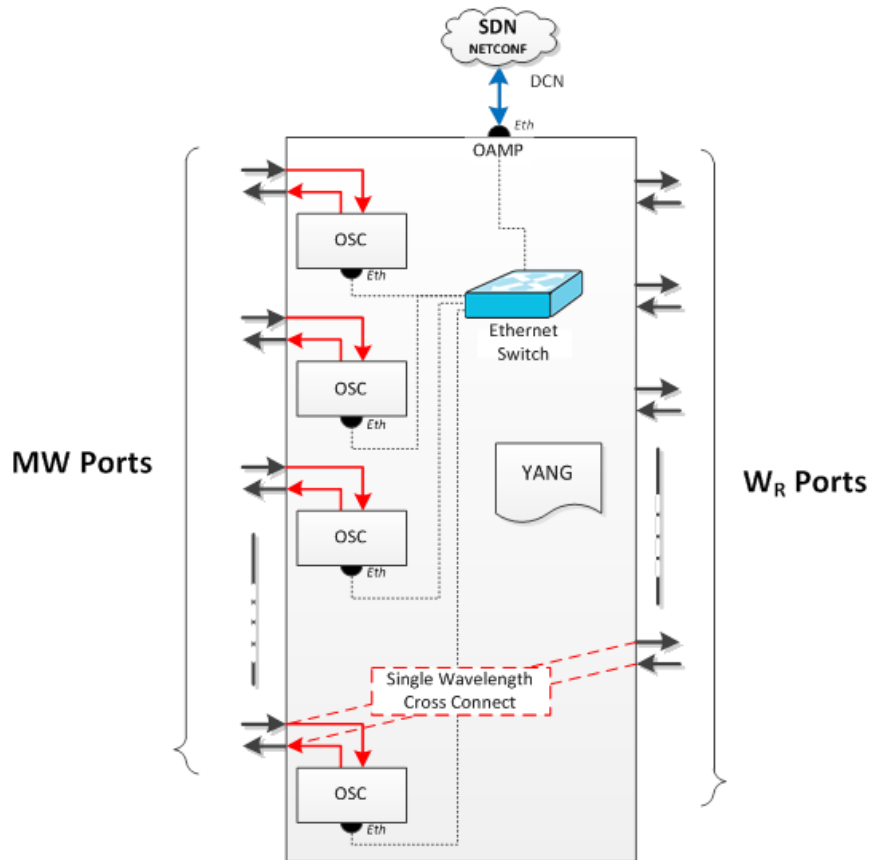 SDN
NETCONF
DCN
Eth
OAMP
OSC
Eth
Ethernet
Switch
OSC
Eth
MW Ports
YANG
W_R Ports
OSC
Eth
Single Wavelength
Cross Connect
OSC
Eth